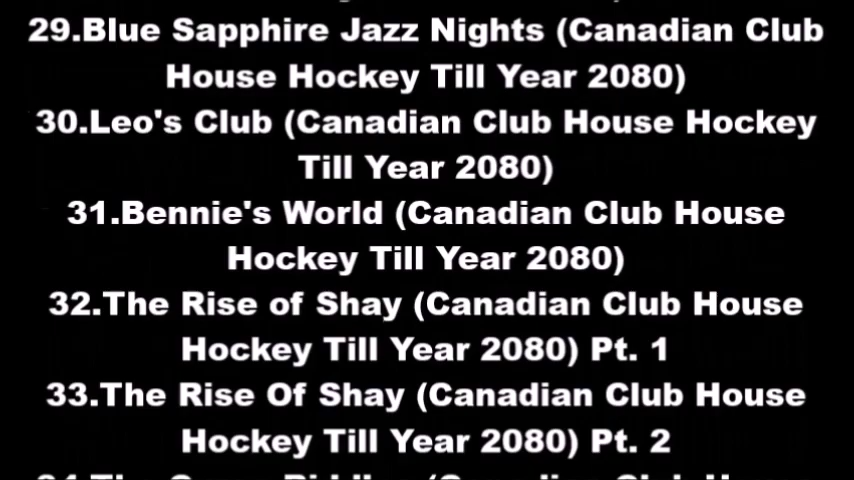 29.Blue Sapphire Jazz Nights (Canadian Club
House Hockey Till Year 2080)
30.Leo's Club (Canadian Club House Hockey
Till Year 2080)
31.Bennie's World (Canadian Club House
Hockey Till Year 2080)
32.The Rise of Shay (Canadian Club House
Hockey Till Year 2080) Pt. 1
33.The Rise Of Shay (Canadian Club House
Hockey Till Year 2080) Pt. 2